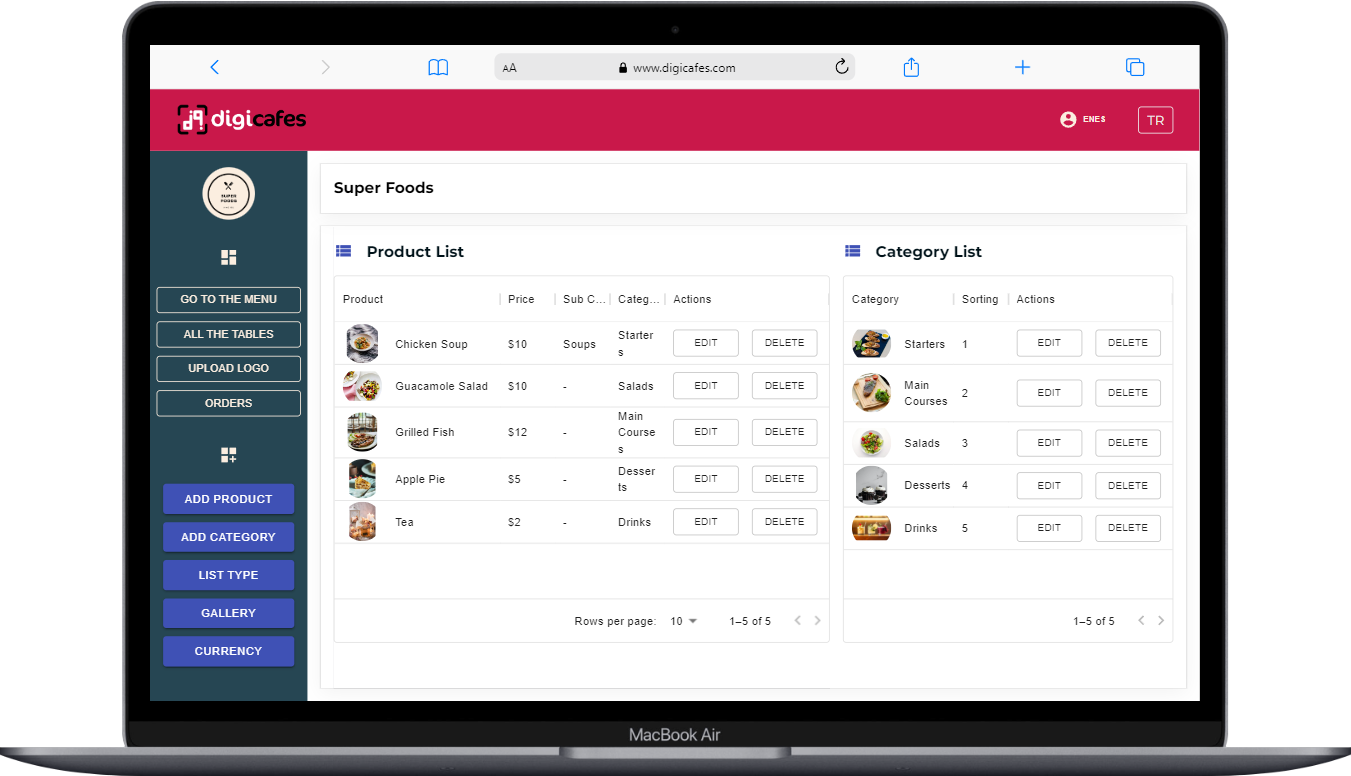 AA
www.digicafes.com
digicafes
ENES
TR
SUPER
FOODS
GO TO THE MENU
ALL THE TABLES
UPLOAD LOGO
ORDERS
ADD PRODUCT
ADD CATEGORY
LIST TYPE
GALLERY
CURRENCY
Super Foods
Product List
Product Price Sub C... Categ... Actions
Chicken Soup $10 Soups Starter
s EDIT DELETE
Guacamole Salad $10 - Salads EDIT DELETE
Grilled Fish $12 - Main
Course
s EDIT DELETE
Apple Pie $5 - Desser
ts EDIT DELETE
Tea $2 - Drinks EDIT DELETE
Rows per page: 10 1–5 of 5
Category List
Category Sorting Actions
Starters 1 EDIT DELETE
Main
Courses 2 EDIT DELETE
Salads 3 EDIT DELETE
Desserts 4 EDIT DELETE
Drinks 5 EDIT DELETE
1–5 of 5
MacBook Air